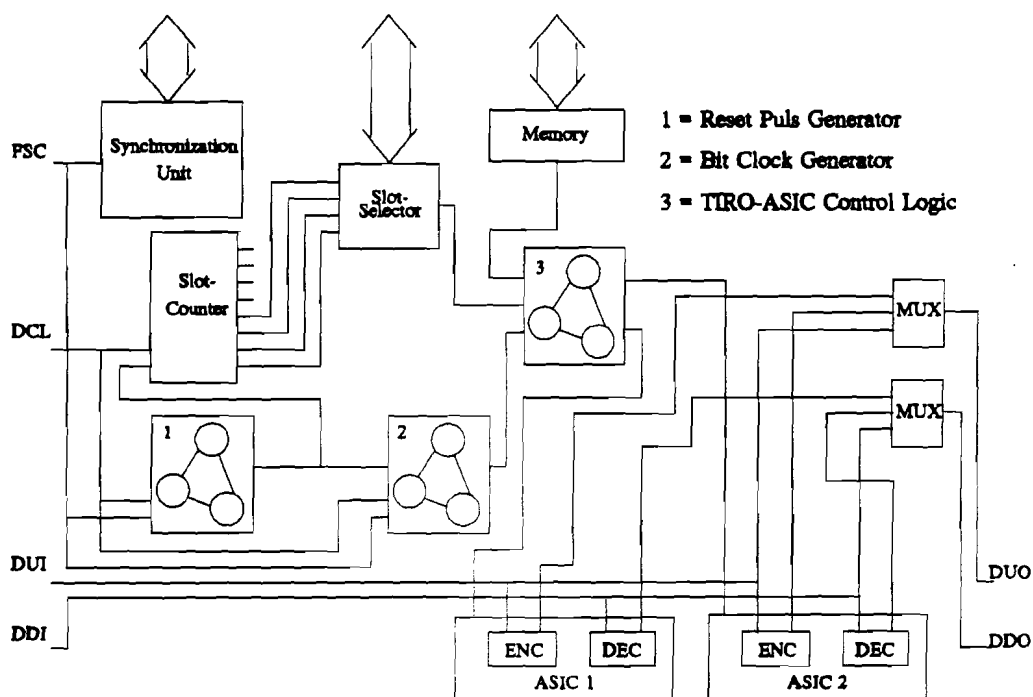 Synchronization
Unit
Memory
1 = Reset Puls Generator
2 = Bit Clock Generator
3 = TIRO-ASIC Control Logic
FSC
Slot-
Selector
Slot-
Counter
3
DCL
MUX
MUX
1
2
DUI
DUO
DDI
DDO
ENC
DEC
ENC
DEC
ASIC 1
ASIC 2